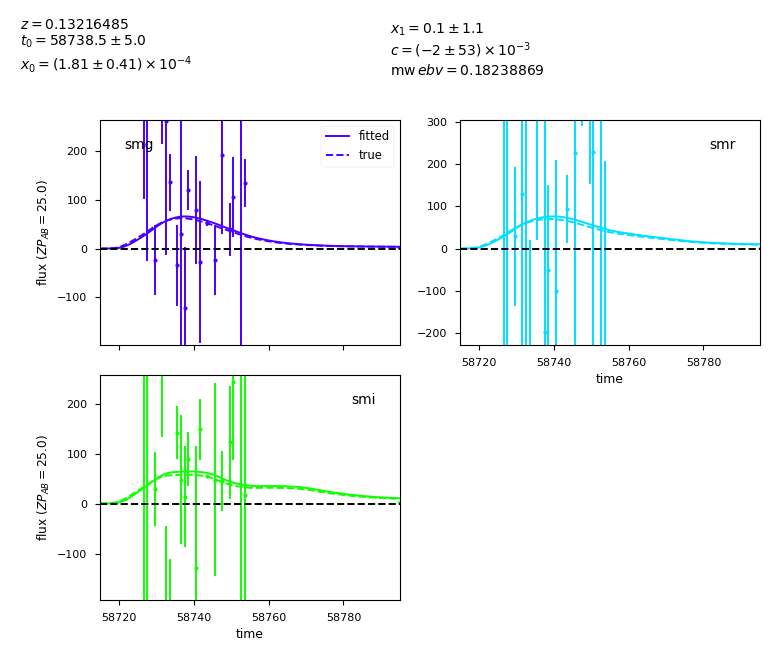 z = 0.13216485
t₀ = 58738.5 ± 5.0
x₀ = (1.81 ± 0.41) × 10⁻⁴
x₁ = 0.1 ± 1.1
c = (−2 ± 53) × 10⁻³
mw ebv = 0.18238869
smg
fitted
true
200
100
0
−100
flux (ZP_AB = 25.0)
smr
300
200
100
0
−100
−200
58720 58740 58760 58780
time
smi
200
100
0
−100
flux (ZP_AB = 25.0)
58720 58740 58760 58780
time